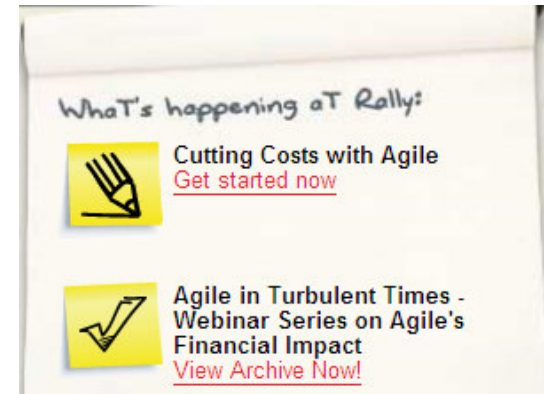 WhaT's happening aT Rally:
Cutting Costs with Agile
Get started now
Agile in Turbulent Times -
Webinar Series on Agile's
Financial Impact
View Archive Now!